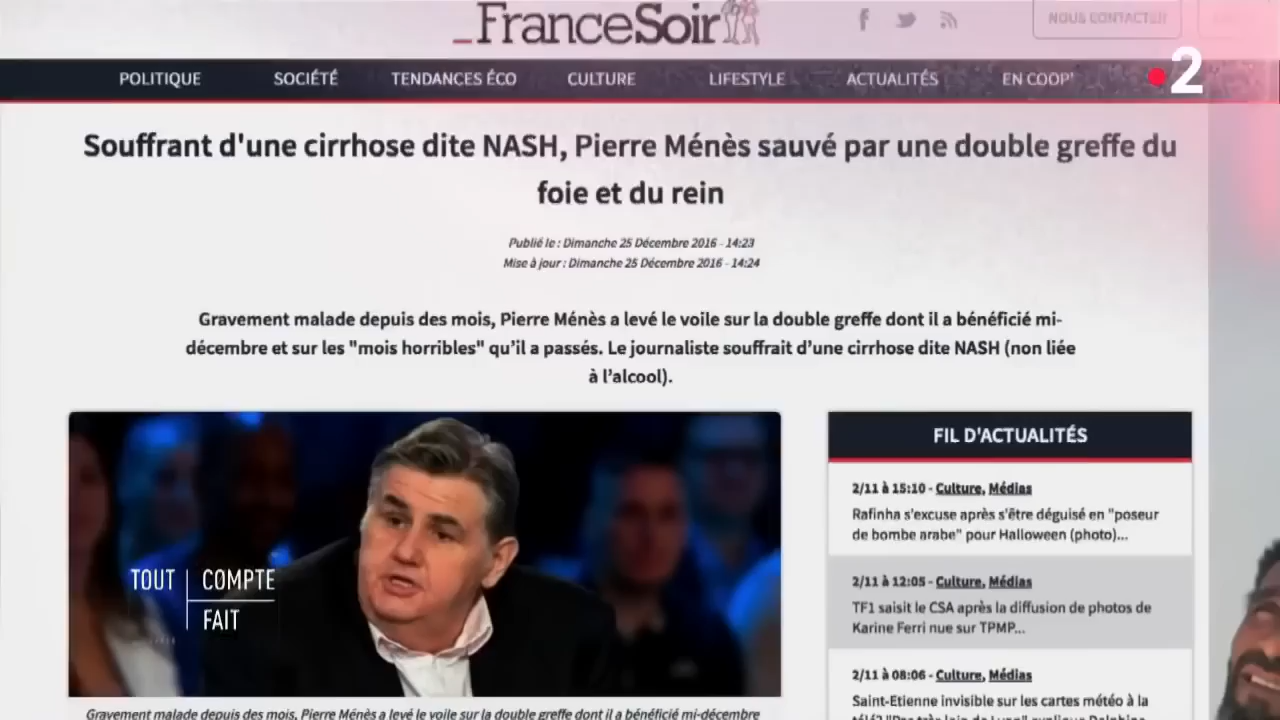 _FranceSoir
NOUS CONTACTER
POLITIQUE SOCIÉTÉ TENDANCES ÉCO CULTURE LIFESTYLE ACTUALITÉS EN COOP'
2
Souffrant d'une cirrhose dite NASH, Pierre Ménès sauvé par une double greffe du
foie et du rein
Publié le : Dimanche 25 Décembre 2016 - 14:23
Mise à jour : Dimanche 25 Décembre 2016 - 14:24
Gravement malade depuis des mois, Pierre Ménès a levé le voile sur la double greffe dont il a bénéficié mi-
décembre et sur les "mois horribles" qu'il a passés. Le journaliste souffrait d'une cirrhose dite NASH (non liée
à l'alcool).
TOUT COMPTE
FAIT
Gravement malade depuis des mois, Pierre Ménès a levé le voile sur la double greffe dont il a bénéficié mi-décembre
FIL D'ACTUALITÉS
2/11 à 15:10 - Culture, Médias
Rafinha s'excuse après s'être déguisé en "poseur
de bombe arabe" pour Halloween (photo)...
2/11 à 12:05 - Culture, Médias
TF1 saisit le CSA après la diffusion de photos de
Karine Ferri nue sur TPMP...
2/11 à 08:06 - Culture, Médias
Saint-Etienne invisible sur les cartes météo à la